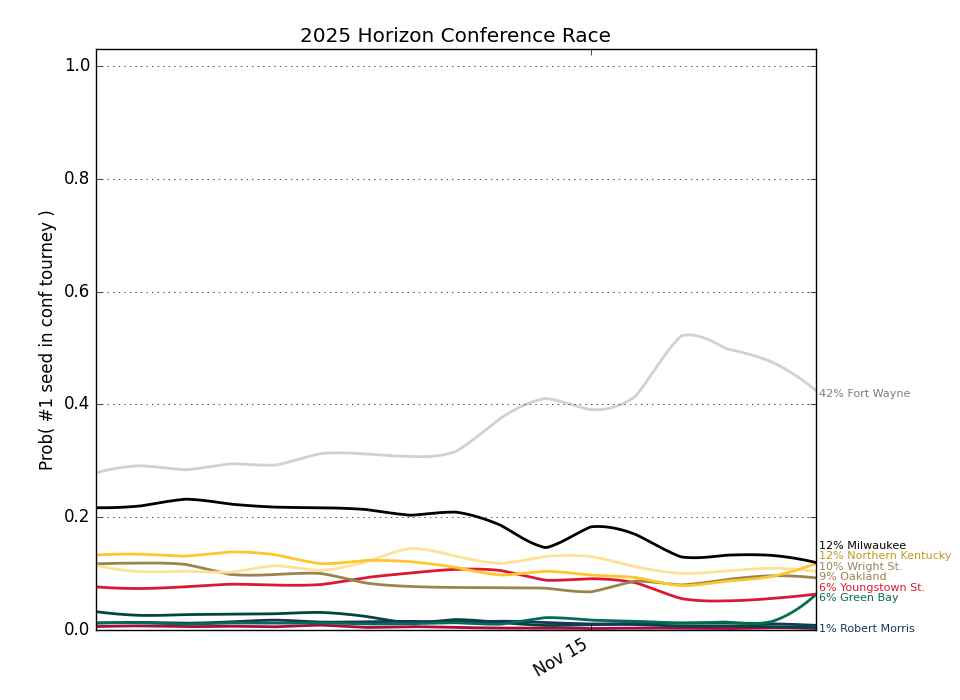 2025 Horizon Conference Race
Prob( #1 seed in conf tourney )
1.0
0.8
0.6
0.4
0.2
0.0
Nov 15
42% Fort Wayne
12% Milwaukee
12% Northern Kentucky
10% Wright St.
9% Oakland
6% Youngstown St.
6% Green Bay
1% Robert Morris